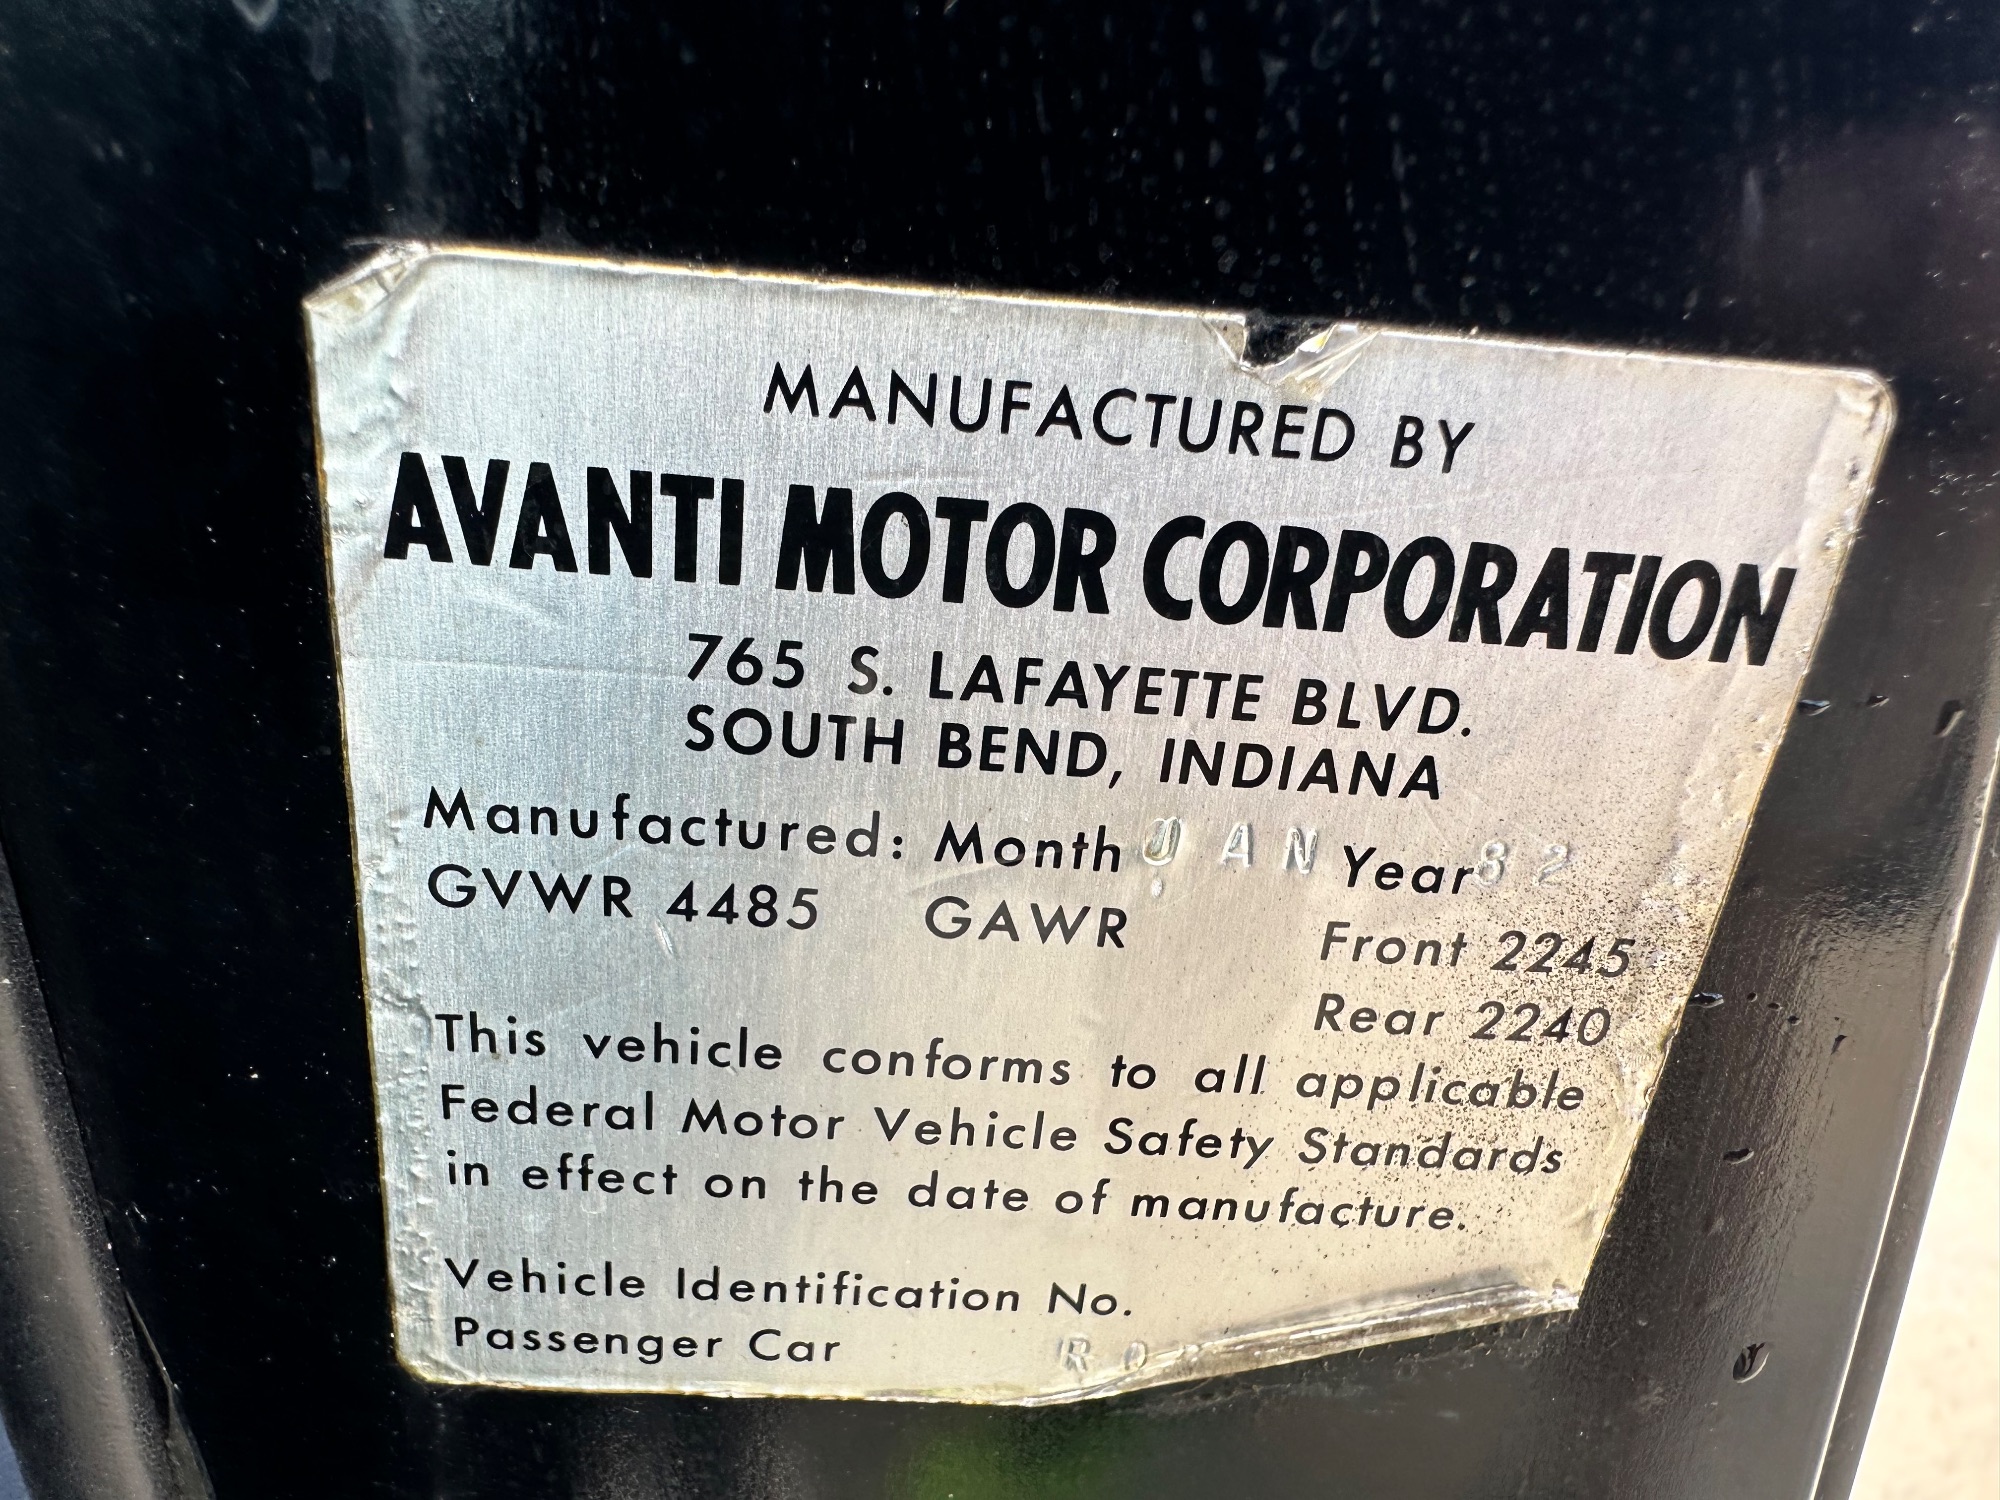 MANUFACTURED BY
AVANTI MOTOR CORPORATION
765 S. LAFAYETTE BLVD.
SOUTH BEND, INDIANA
Manufactured: Month JAN Year 82
GVWR 4485 GAWR Front 2245
Rear 2240
This vehicle conforms to all applicable
Federal Motor Vehicle Safety Standards
in effect on the date of manufacture.
Vehicle Identification No.
Passenger Car